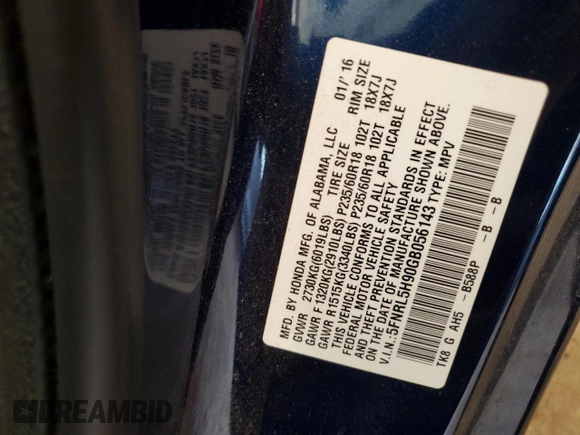 MFD. BY HONDA MFG. OF ALABAMA, LLC 01/'16
GVWR 2730KG(6019LBS) TIRE SIZE RIM SIZE
GAWR F 1320KG(2910LBS) P235/60R18 102T 18X7J
GAWR R1515KG(3340LBS) P235/60R18 102T 18X7J
THIS VEHICLE CONFORMS TO ALL APPLICABLE
FEDERAL MOTOR VEHICLE SAFETY
AND THEFT PREVENTION STANDARDS IN EFFECT
ON THE DATE OF MANUFACTURE SHOWN ABOVE.
V.I.N.:5FNRL5H90GB056143 TYPE: MPV
TK8 G AH5 -B588P -B -B
DREAMBID